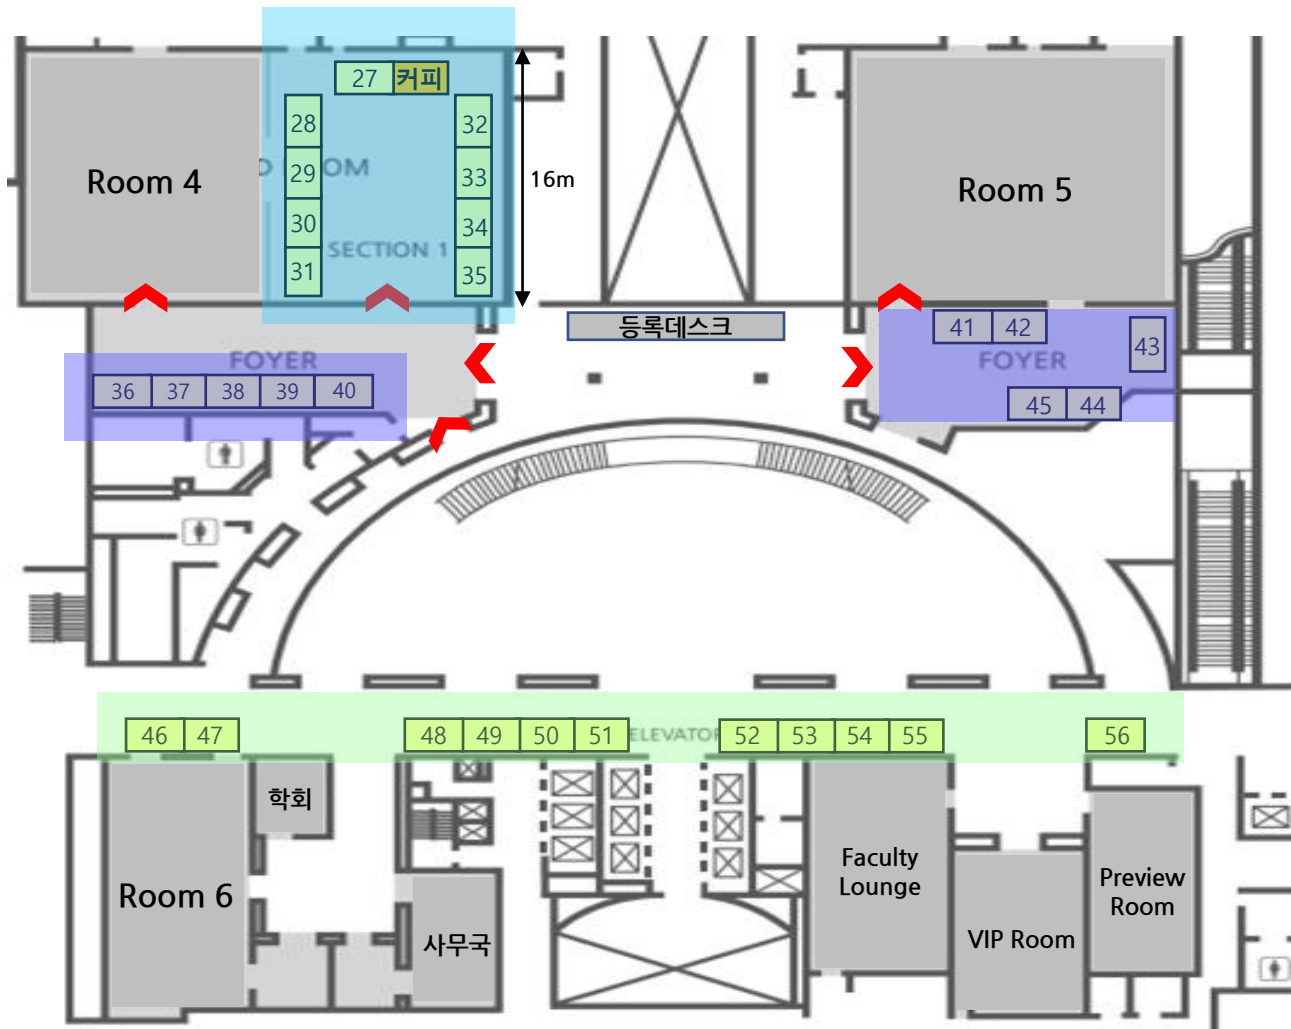 27 커피
28
29
30
31
32
33
34
35
Room 4
OM
SECTION 1
16m
Room 5
등록데스크
FOYER
36 37 38 39 40
41 42
43
FOYER
45 44
46 47
48 49 50 51
ELEVATOR
52 53 54 55
56
학회
Room 6
사무국
Faculty
Lounge
VIP Room
Preview
Room